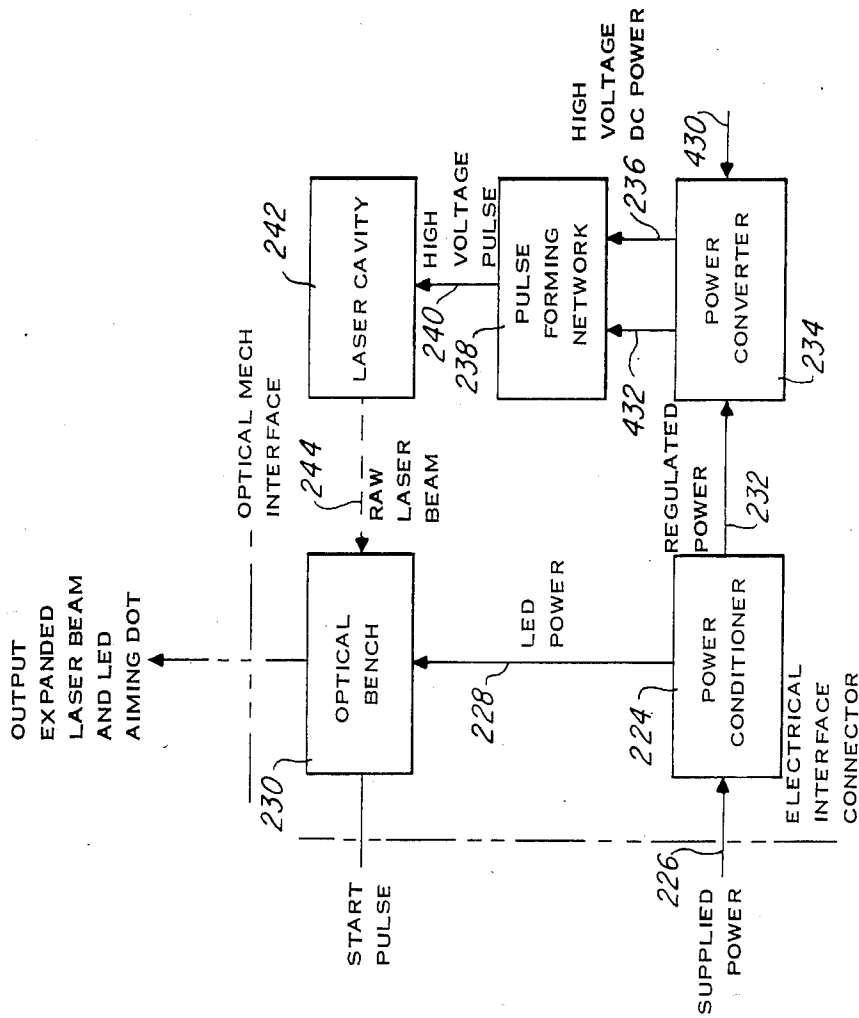 OUTPUT
EXPANDED
LASER BEAM
AND LED
AIMING DOT
OPTICAL MECH
INTERFACE
242
LASER CAVITY
244
RAW
LASER
BEAM
OPTICAL
BENCH
230
START
PULSE
HIGH
VOLTAGE
PULSE
240
238
PULSE
FORMING
NETWORK
HIGH
VOLTAGE
DC POWER
236
432
430
LED
POWER
228
POWER
CONVERTER
234
REGULATED
POWER
232
POWER
CONDITIONER
224
ELECTRICAL
INTERFACE
CONNECTOR
226
SUPPLIED
POWER